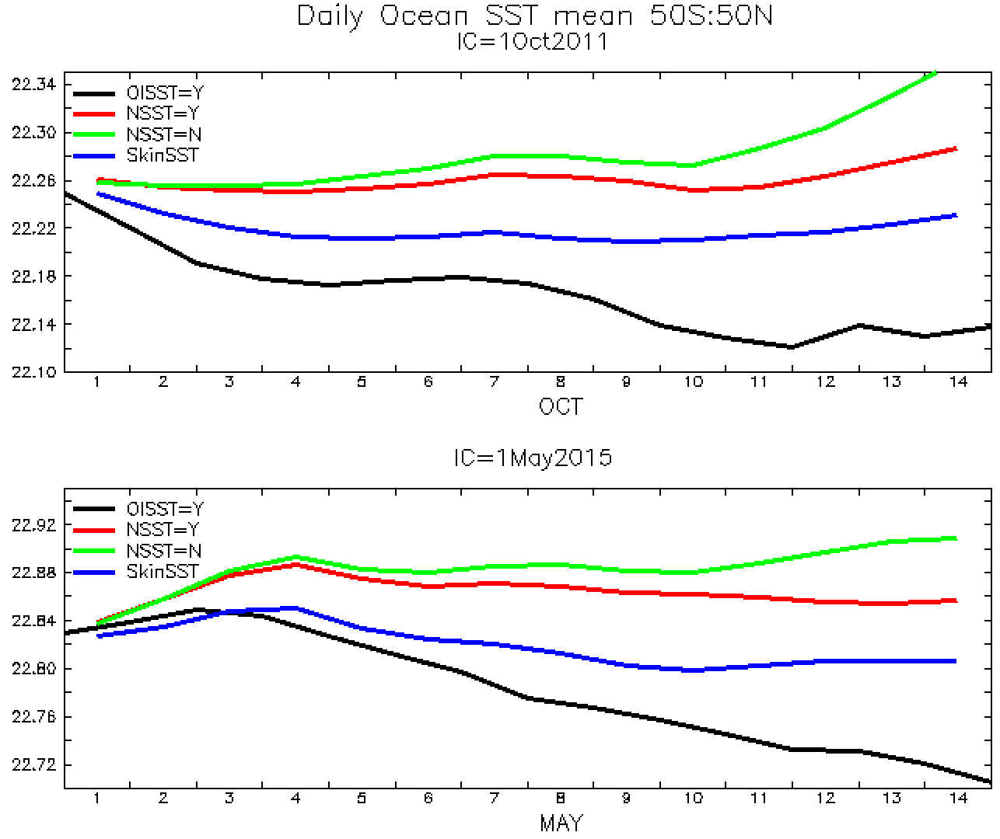 Daily Ocean SST mean 50S:50N
IC=1Oct2011
22.34
22.30
22.26
22.22
22.18
22.14
22.10
OISST=Y
NSST=Y
NSST=N
SkinSST
1 2 3 4 5 6 7 8 9 10 11 12 13 14
OCT
IC=1May2015
22.92
22.88
22.84
22.80
22.76
22.72
OISST=Y
NSST=Y
NSST=N
SkinSST
1 2 3 4 5 6 7 8 9 10 11 12 13 14
MAY